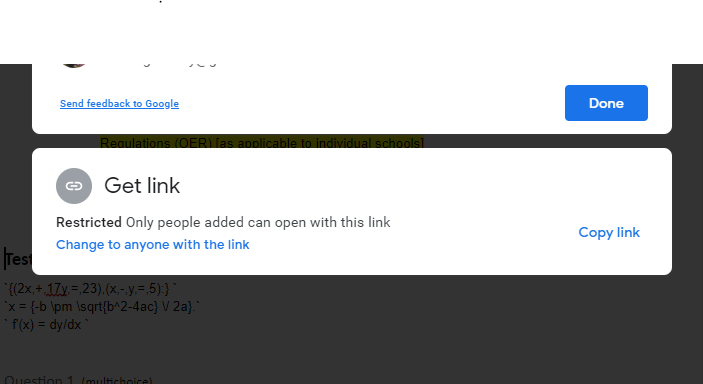 Send feedback to Google
Done
Regulations (OER) [as applicable to individual schools]
Get link
Restricted Only people added can open with this link
Change to anyone with the link
Copy link
Test
`{(2x,+,17y,=,23),(x,-,y,=,5):} `
`x = {-b \pm \sqrt{b^2-4ac} \/ 2a}.`
` f'(x) = dy/dx `
Question 1 (multichoice)